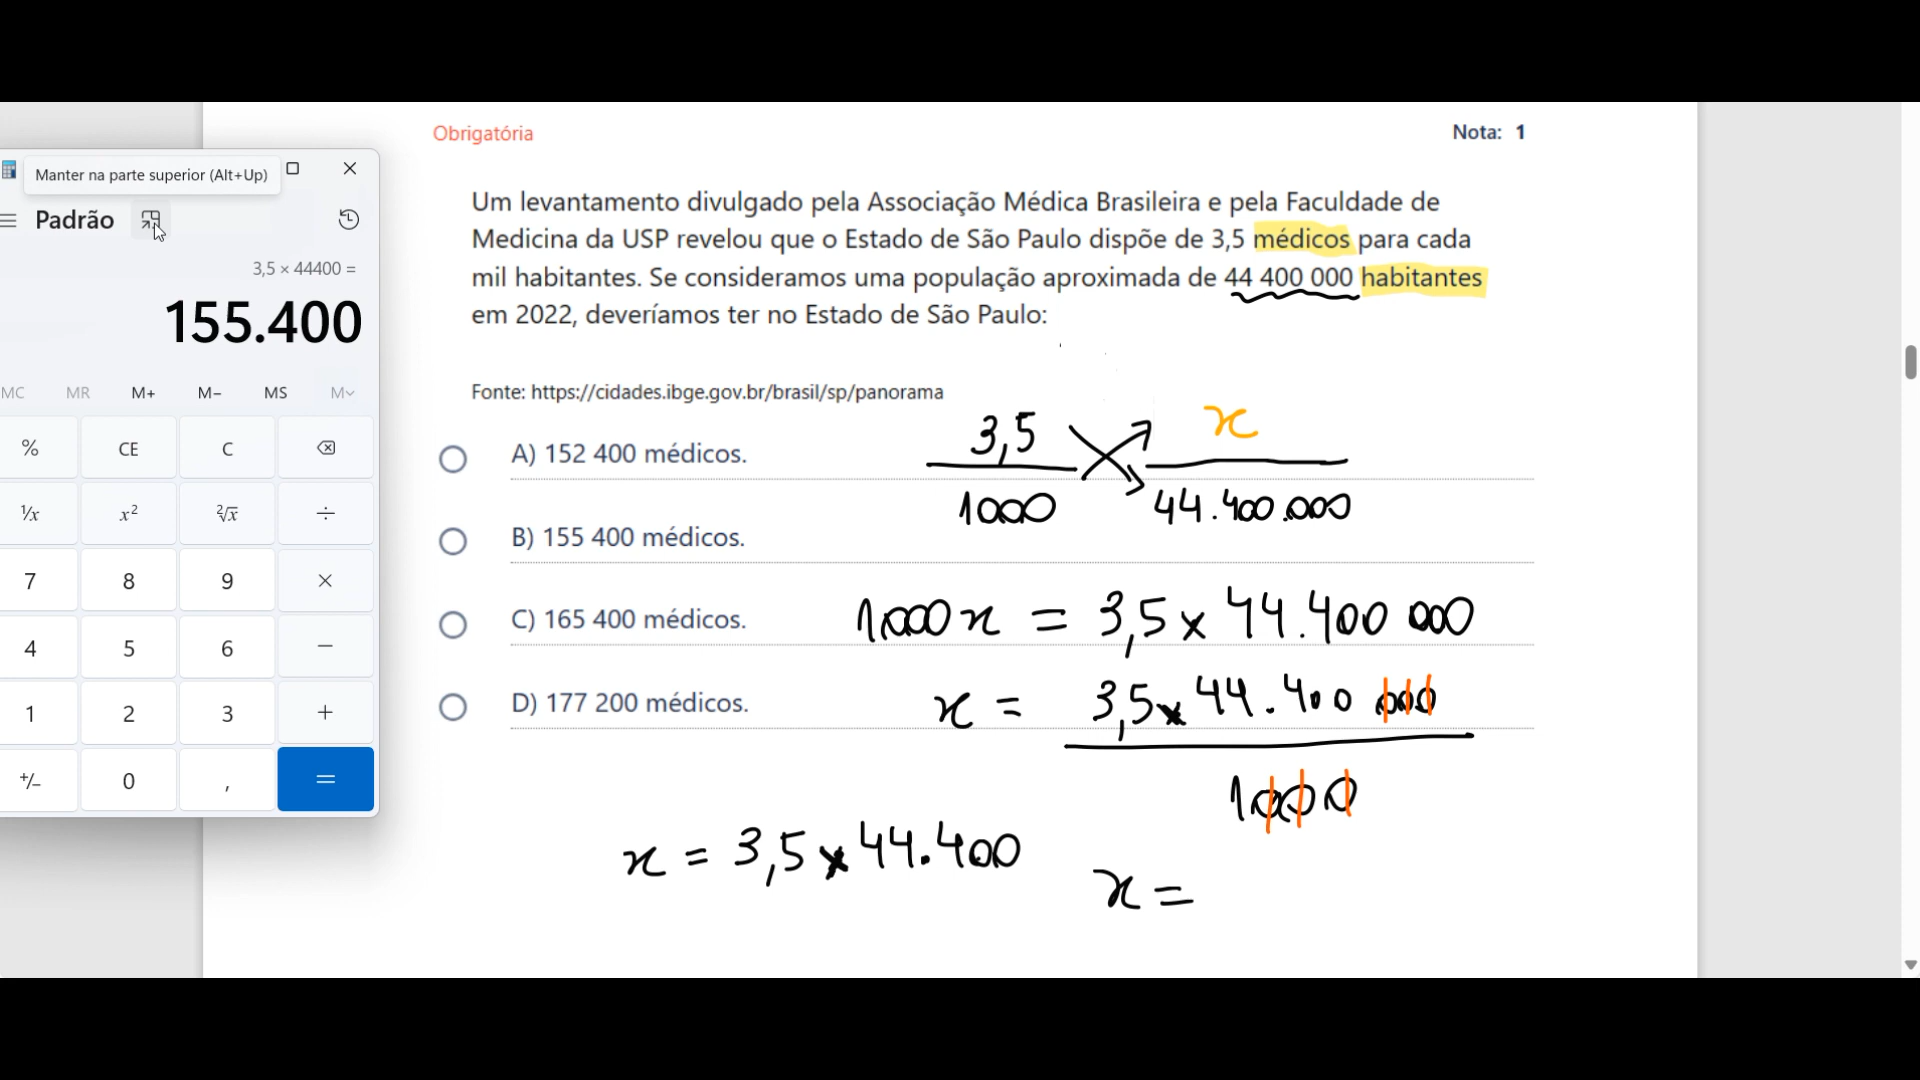 Obrigatória
Nota: 1
Manter na parte superior (Alt+Up)
Padrão
3,5 × 44400 =
155.400
MC MR M+ M− MS M˅
% CE C
¹/x x² ²√x ÷
7 8 9 ×
4 5 6 −
1 2 3 +
+/− 0 , =
Um levantamento divulgado pela Associação Médica Brasileira e pela Faculdade de
Medicina da USP revelou que o Estado de São Paulo dispõe de 3,5 médicos para cada
mil habitantes. Se consideramos uma população aproximada de 44 400 000 habitantes
em 2022, deveríamos ter no Estado de São Paulo:
Fonte: https://cidades.ibge.gov.br/brasil/sp/panorama
A) 152 400 médicos.
B) 155 400 médicos.
C) 165 400 médicos.
D) 177 200 médicos.
3,5 x
1000 44.400.000
1000x = 3,5 x 44.400 000
x = 3,5 x 44.400 000
1000
x = 3,5 x 44.400
x =